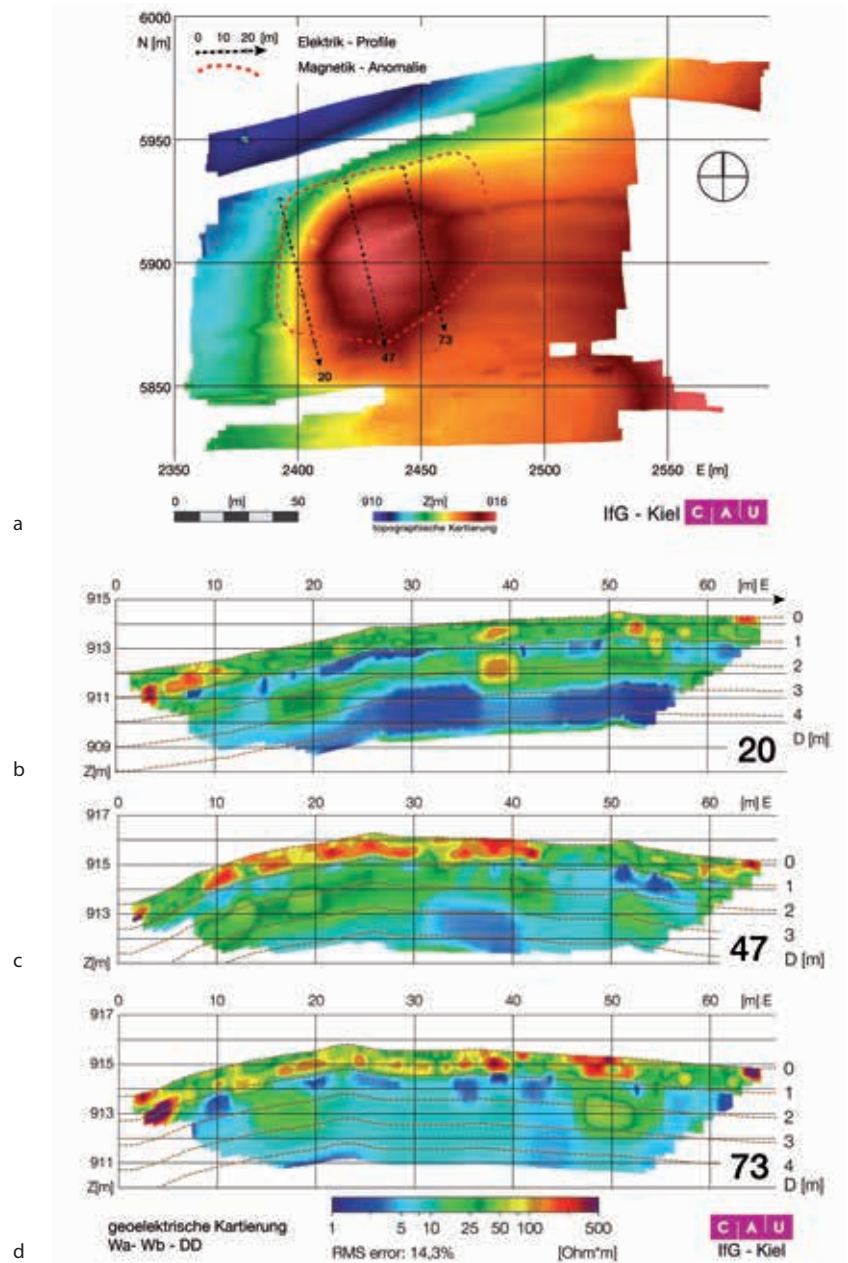 6000
N [m]
0 10 20 [m]
Elektrik - Profile
Magnetik - Anomalie
5950
5900
5850
20
47
73
2350 2400 2450 2500 2550 E [m]
0 [m] 50
910 Z[m] 916
topographische Kartierung
IfG - Kiel C A U
a
0 10 20 30 40 50 [m] E 60
915
913
911
909
Z[m]
0
1
2
3
4
D [m]
20
b
0 10 20 30 40 50 60 [m] E
917
915
913
Z[m]
0
1
2
3
D [m]
47
c
0 10 20 30 40 50 60 [m] E
917
915
913
911
Z[m]
0
1
2
3
4
D [m]
73
geoelektrische Kartierung
Wa- Wb - DD
1 5 10 25 50 100 500
RMS error: 14,3% [Ohm*m]
C A U
IfG - Kiel
d